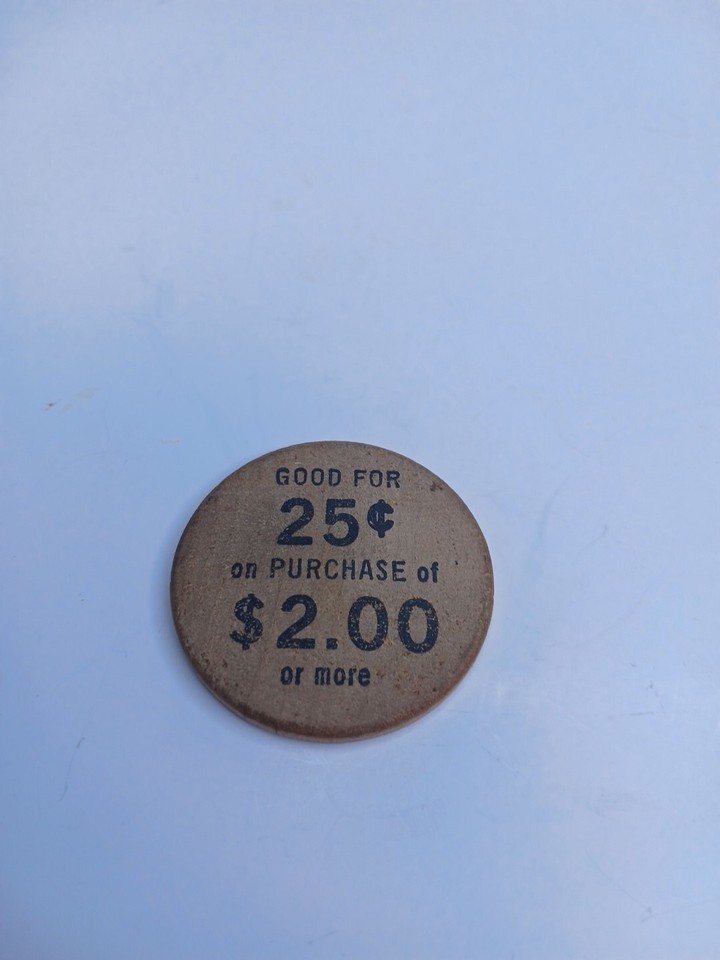 GOOD FOR
25¢
on PURCHASE of
$2.00
or more